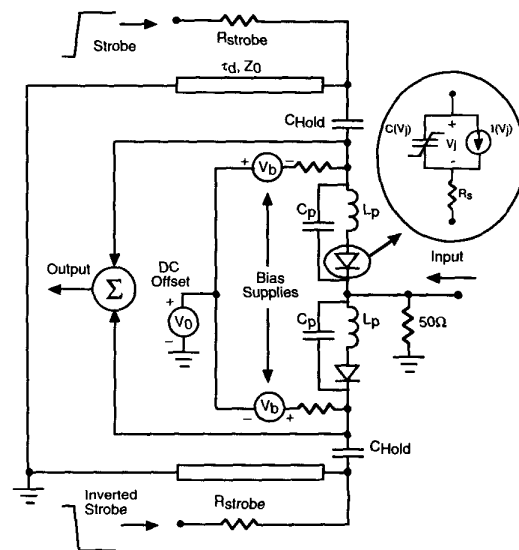 Strobe
Rstrobe
τd, Z0
CHold
C(Vj)
+
Vj
-
I(Vj)
Rs
+ Vb -
Cp
Lp
Output
Σ
DC
Offset
+
V0
-
Bias
Supplies
Input
Cp
Lp
50Ω
- Vb +
CHold
Inverted
Strobe
Rstrobe